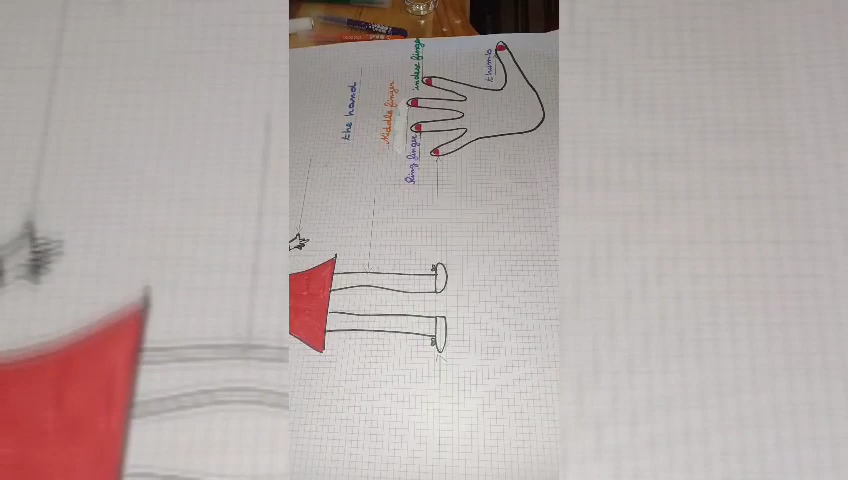 the hand
Middle finger
index finger
Ring finger
thumb